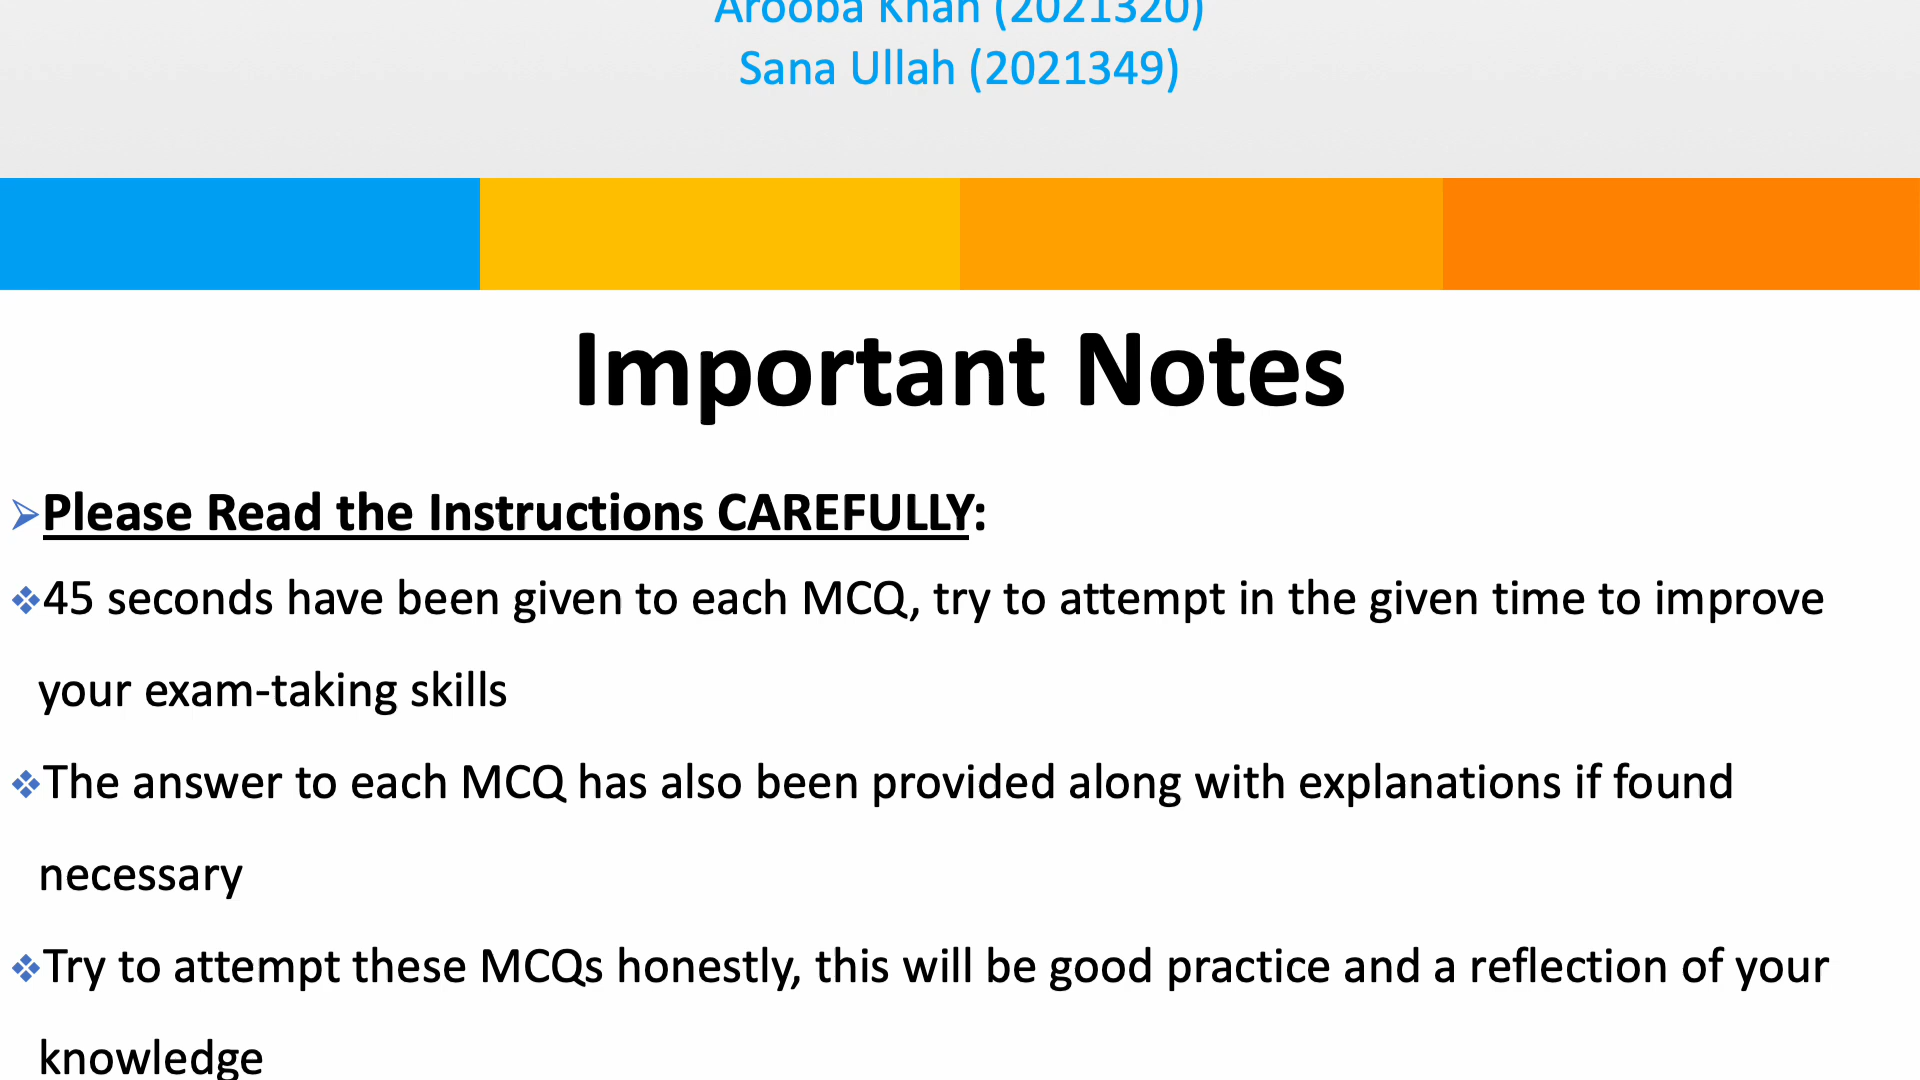 Arooba Khan (2021320)
Sana Ullah (2021349)
Important Notes
Please Read the Instructions CAREFULLY:
45 seconds have been given to each MCQ, try to attempt in the given time to improve
your exam-taking skills
The answer to each MCQ has also been provided along with explanations if found
necessary
Try to attempt these MCQs honestly, this will be good practice and a reflection of your
knowledge